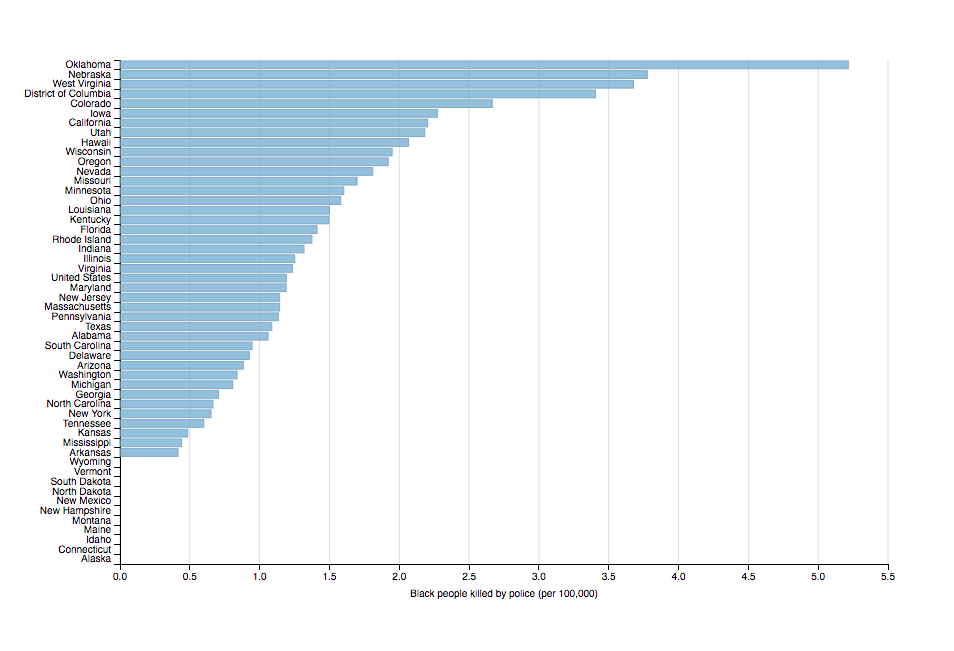 Oklahoma
Nebraska
West Virginia
District of Columbia
Colorado
Iowa
California
Utah
Hawaii
Wisconsin
Oregon
Nevada
Missouri
Minnesota
Ohio
Louisiana
Kentucky
Florida
Rhode Island
Indiana
Illinois
Virginia
United States
Maryland
New Jersey
Massachusetts
Pennsylvania
Texas
Alabama
South Carolina
Delaware
Arizona
Washington
Michigan
Georgia
North Carolina
New York
Tennessee
Kansas
Mississippi
Arkansas
Wyoming
Vermont
South Dakota
North Dakota
New Mexico
New Hampshire
Montana
Maine
Idaho
Connecticut
Alaska
0.0 0.5 1.0 1.5 2.0 2.5 3.0 3.5 4.0 4.5 5.0 5.5
Black people killed by police (per 100,000)